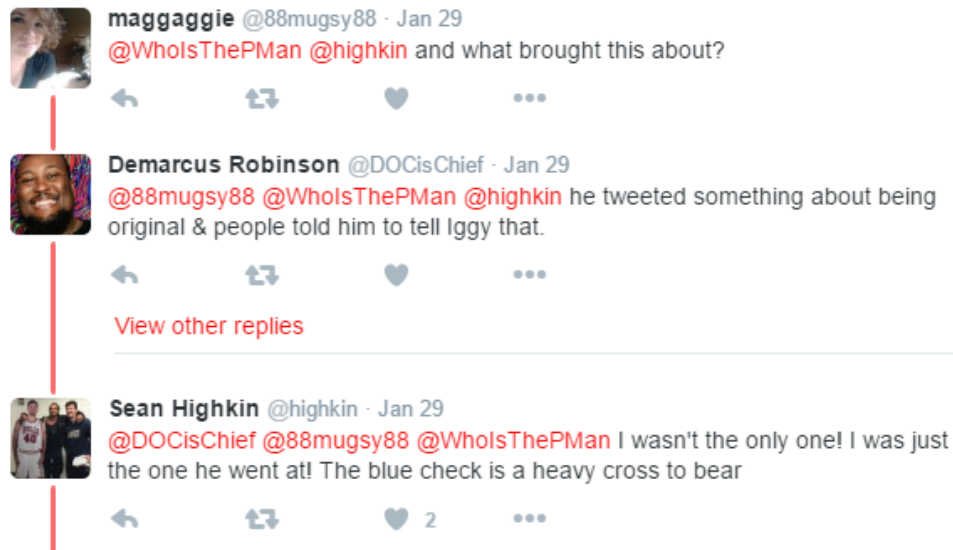 maggaggie @88mugsy88 · Jan 29
@WhoIsThePMan @highkin and what brought this about?
Demarcus Robinson @DOCisChief · Jan 29
@88mugsy88 @WhoIsThePMan @highkin he tweeted something about being
original & people told him to tell Iggy that.
View other replies
Sean Highkin @highkin · Jan 29
@DOCisChief @88mugsy88 @WhoIsThePMan I wasn't the only one! I was just
the one he went at! The blue check is a heavy cross to bear
2